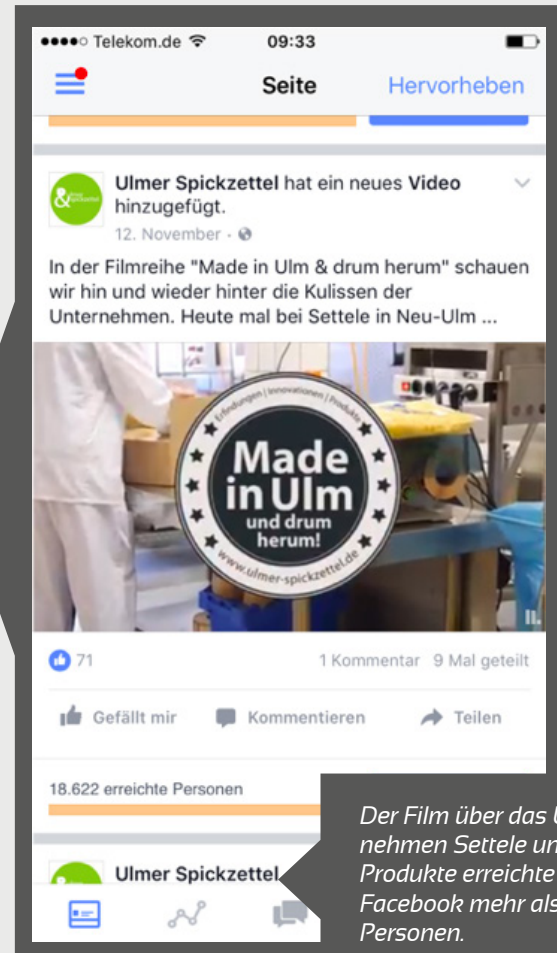 Telekom.de 09:33
Seite Hervorheben
Ulmer Spickzettel hat ein neues Video
hinzugefügt.
12. November
In der Filmreihe "Made in Ulm & drum herum" schauen
wir hin und wieder hinter die Kulissen der
Unternehmen. Heute mal bei Settele in Neu-Ulm ...
Erfindungen | Innovationen | Produkte
Made
in Ulm
und drum
herum!
www.ulmer-spickzettel.de
71 1 Kommentar 9 Mal geteilt
Gefällt mir Kommentieren Teilen
18.622 erreichte Personen
Ulmer Spickzettel
Der Film über das
nehmen Settele
Produkte erreichte
Facebook mehr als
Personen.